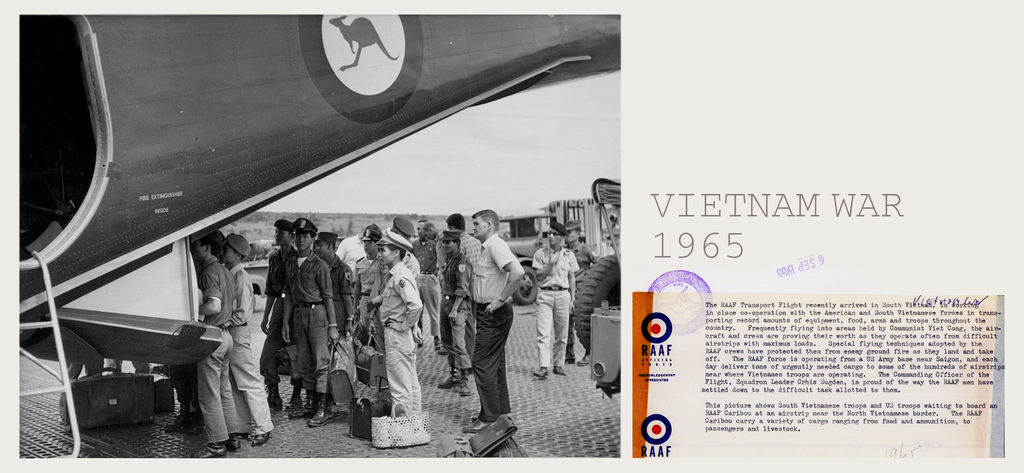 FIRE EXTINGUISHER
INSIDE
VIETNAM WAR
1965
6 SEP 1965
Vietnam War
The RAAF Transport Flight recently arrived in South Vietnam, is working
in close co-operation with the American and South Vietnamese forces in trans-
porting record amounts of equipment, food, arms and troops throughout the
country. Frequently flying into areas held by Communist Viet Cong, the air-
craft and crews are proving their worth as they operate often from difficult
airstrips with maximum loads. Special flying techniques adopted by the
RAAF crews have protected them from enemy ground fire as they land and take
off. The RAAF force is operating from a US Army base near Saigon, and each
day deliver tons of urgently needed cargo to some of the hundreds of airstrips
near where Vietnamese troops are operating. The Commanding Officer of the
Flight, Squadron Leader Orhis Sugden, is proud of the way the RAAF men have
settled down to the difficult task allotted to them.
This picture shows South Vietnamese troops and US troops waiting to board an
RAAF Caribou at an airstrip near the North Vietnamese border. The RAAF
Caribou carry a variety of cargo ranging from food and ammunition, to
passengers and livestock.
RAAF
OFFICIAL
PHOTO
ACKNOWLEDGEMENT
APPRECIATED
RAAF